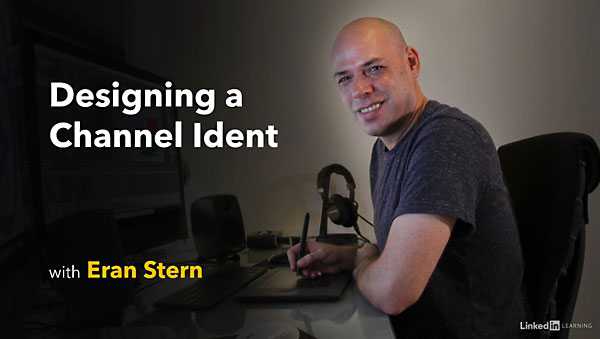 Designing a
Channel Ident
with Eran Stern
Linked in LEARNING